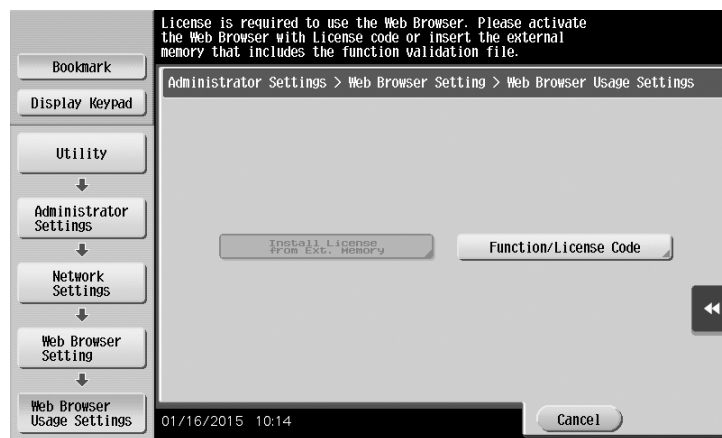 License is required to use the Web Browser. Please activate
the Web Browser with License code or insert the external
memory that includes the function validation file.
Bookmark
Display Keypad
Administrator Settings > Web Browser Setting > Web Browser Usage Settings
Utility
Administrator
Settings
Network
Settings
Web Browser
Setting
Web Browser
Usage Settings
Install License
from Ext. Memory
Function/License Code
01/16/2015 10:14
Cancel